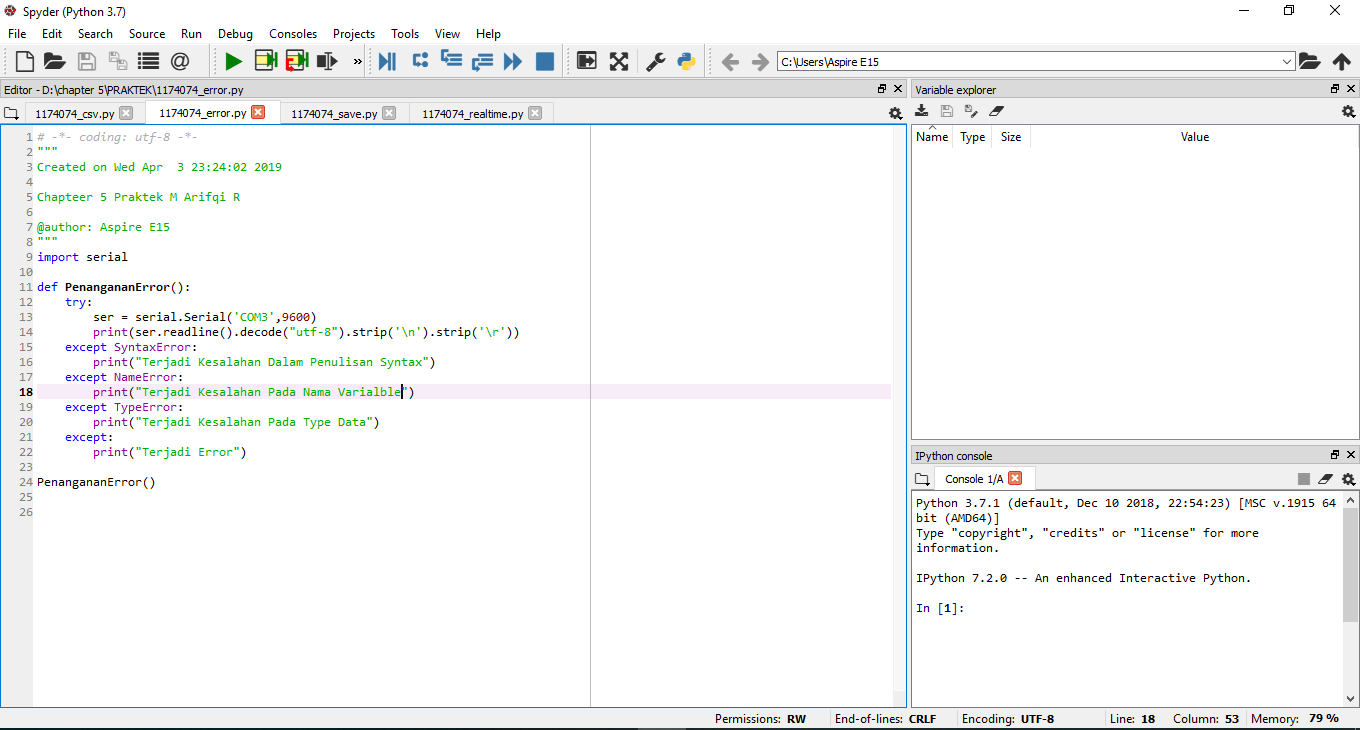 Spyder (Python 3.7)
File Edit Search Source Run Debug Consoles Projects Tools View Help
C:\Users\Aspire E15
Editor - D:\chapter 5\PRAKTEK\1174074_error.py
1174074_csv.py 1174074_error.py 1174074_save.py 1174074_realtime.py
1 # -*- coding: utf-8 -*-
2 """
3 Created on Wed Apr  3 23:24:02 2019
4
5 Chapteer 5 Praktek M Arifqi R
6
7 @author: Aspire E15
8 """
9 import serial
10
11 def PenangananError():
12     try:
13         ser = serial.Serial('COM3',9600)
14         print(ser.readline().decode("utf-8").strip('\n').strip('\r'))
15     except SyntaxError:
16         print("Terjadi Kesalahan Dalam Penulisan Syntax")
17     except NameError:
18         print("Terjadi Kesalahan Pada Nama Varialble")
19     except TypeError:
20         print("Terjadi Kesalahan Pada Type Data")
21     except:
22         print("Terjadi Error")
23
24 PenangananError()
25
26
Variable explorer
Name Type Size Value
IPython console
Console 1/A
Python 3.7.1 (default, Dec 10 2018, 22:54:23) [MSC v.1915 64
bit (AMD64)]
Type "copyright", "credits" or "license" for more
information.
IPython 7.2.0 -- An enhanced Interactive Python.
In [1]:
Permissions: RW End-of-lines: CRLF Encoding: UTF-8 Line: 18 Column: 53 Memory: 79 %